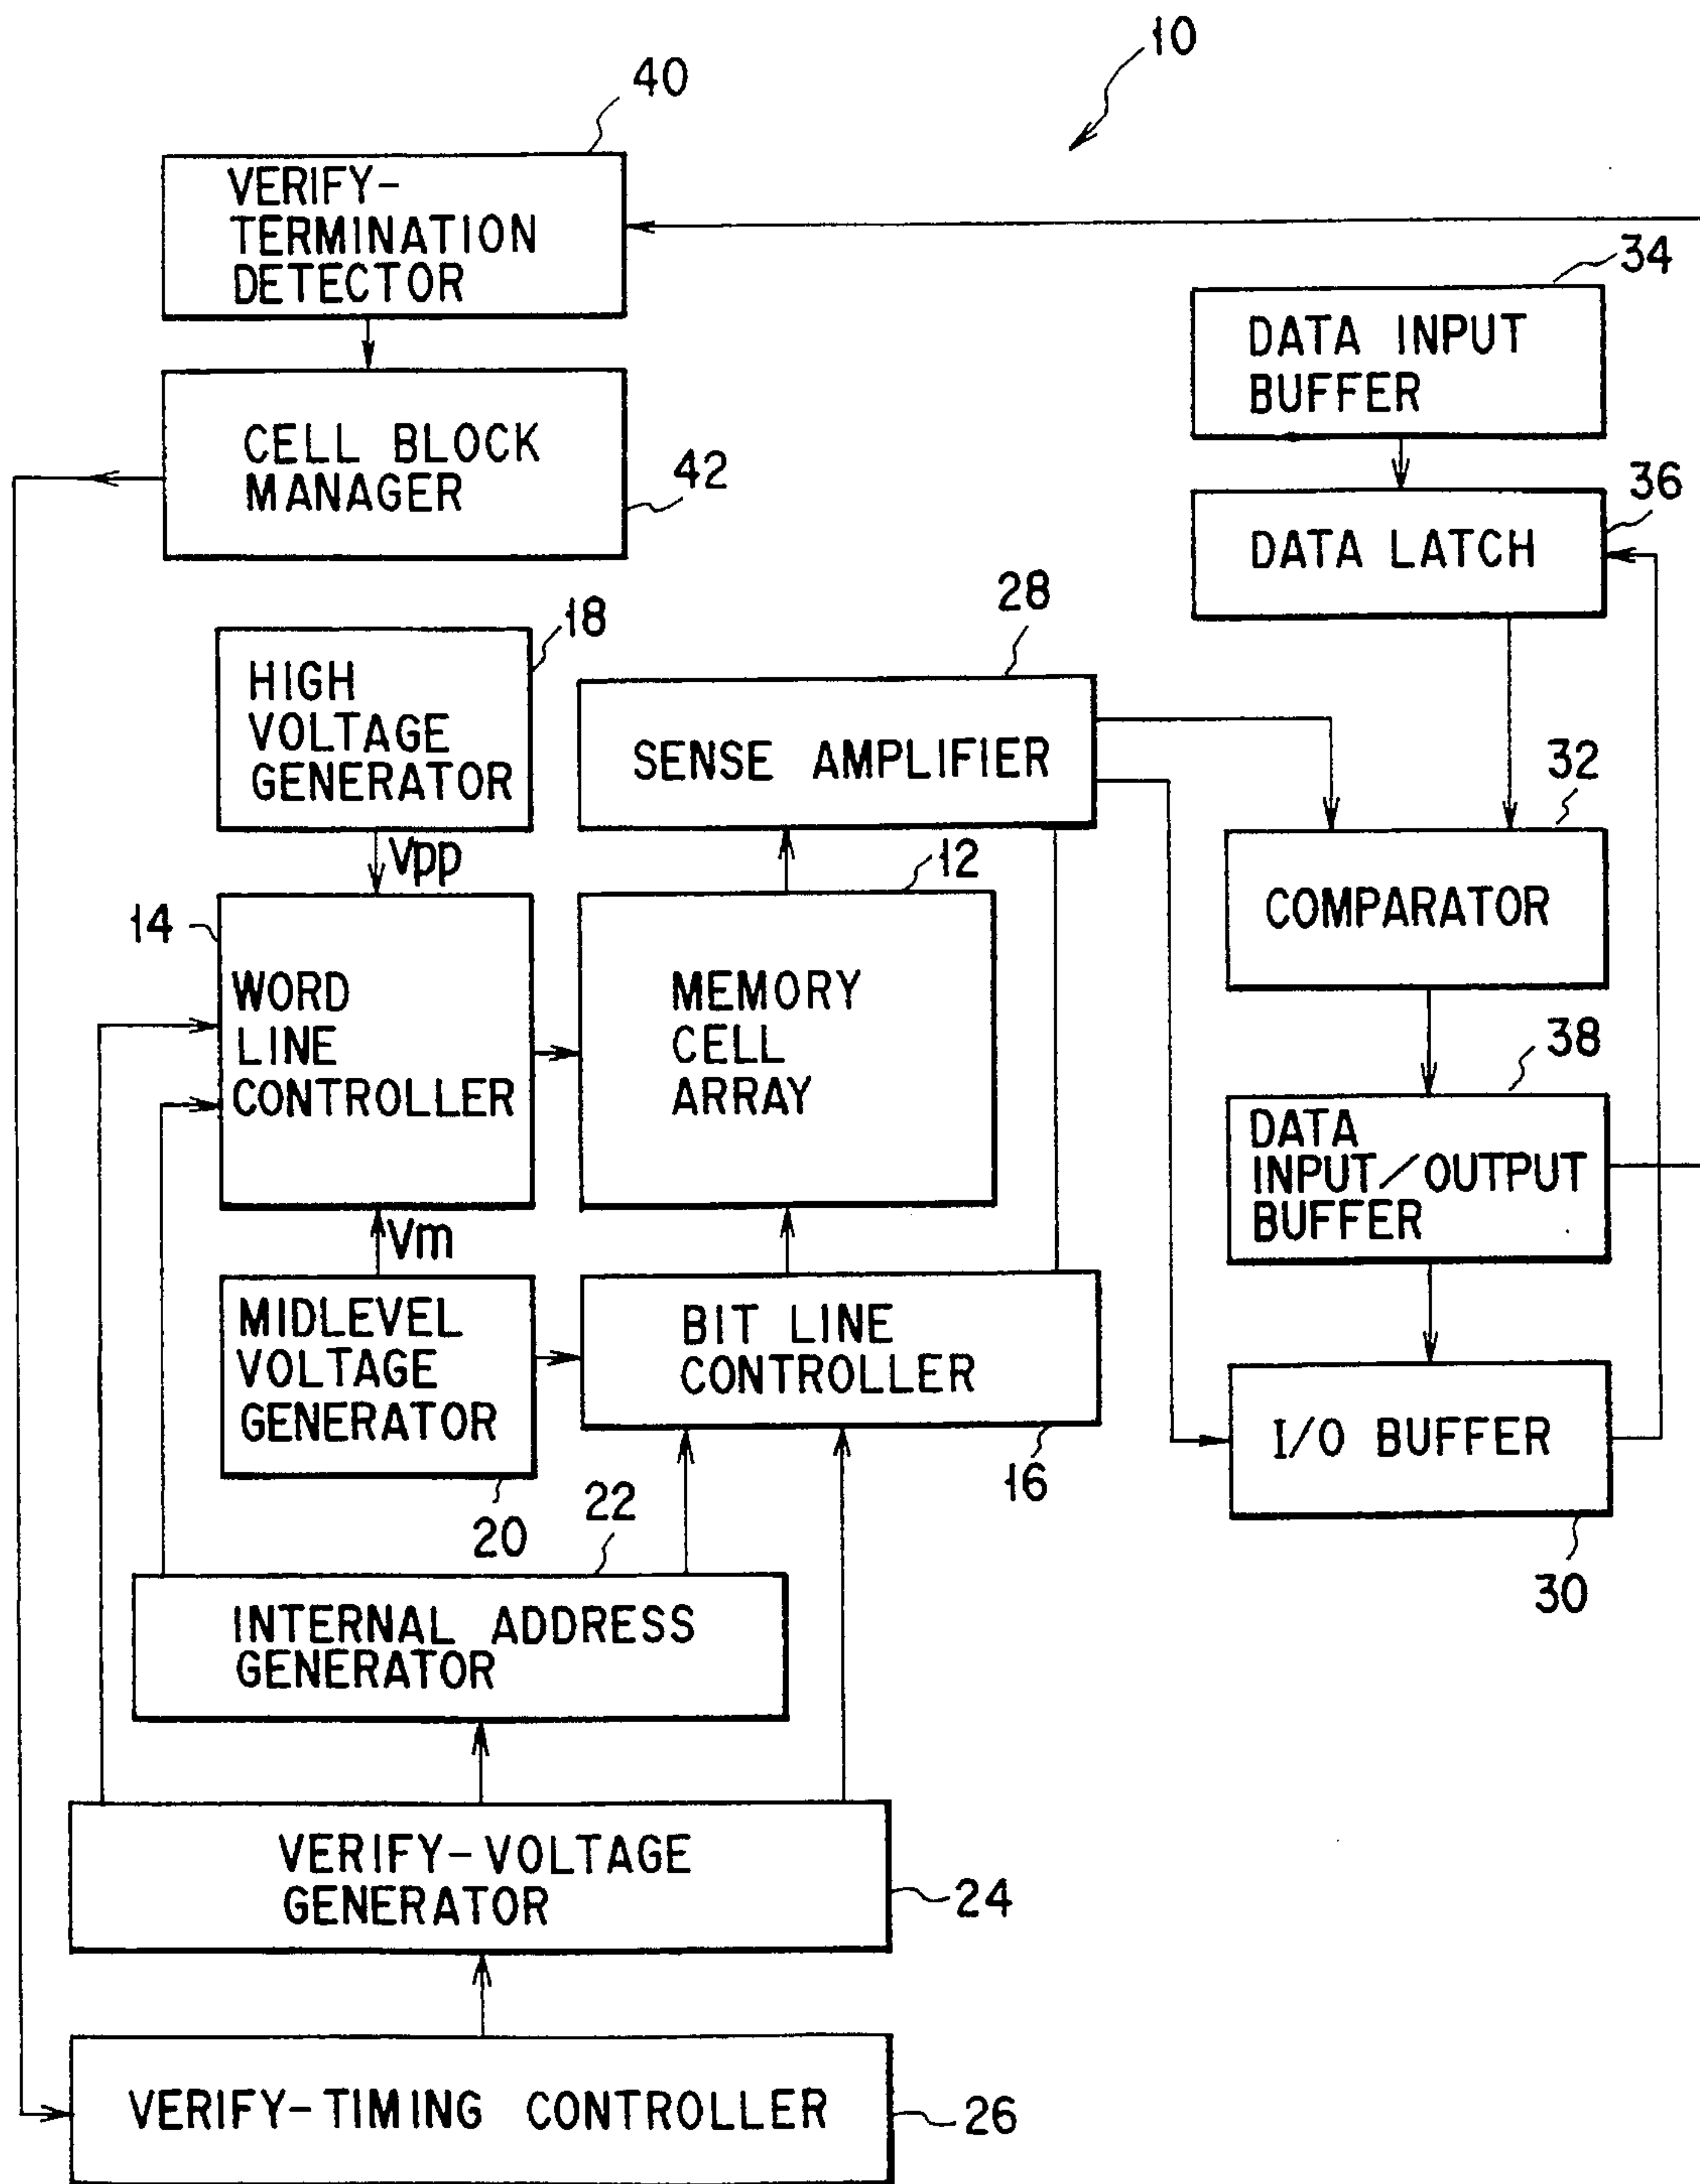 10
40
VERIFY-
TERMINATION
DETECTOR
34
DATA INPUT
BUFFER
CELL BLOCK
MANAGER
42
36
DATA LATCH
18
HIGH
VOLTAGE
GENERATOR
28
SENSE AMPLIFIER
32
COMPARATOR
Vpp
12
14
WORD
LINE
CONTROLLER
MEMORY
CELL
ARRAY
38
DATA
INPUT/OUTPUT
BUFFER
Vm
MIDLEVEL
VOLTAGE
GENERATOR
20
BIT LINE
CONTROLLER
16
I/O BUFFER
30
22
INTERNAL ADDRESS
GENERATOR
VERIFY-VOLTAGE
GENERATOR
24
VERIFY-TIMING CONTROLLER
26